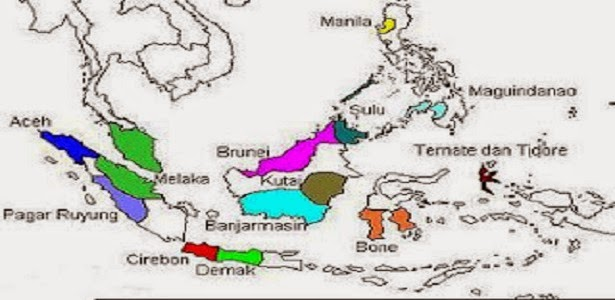 Manila
Maguindanao
Sulu
Aceh
Brunei
Ternate dan Tidore
Melaka
Kutai
Pagar Ruyung
Banjarmasin
Bone
Cirebon
Demak